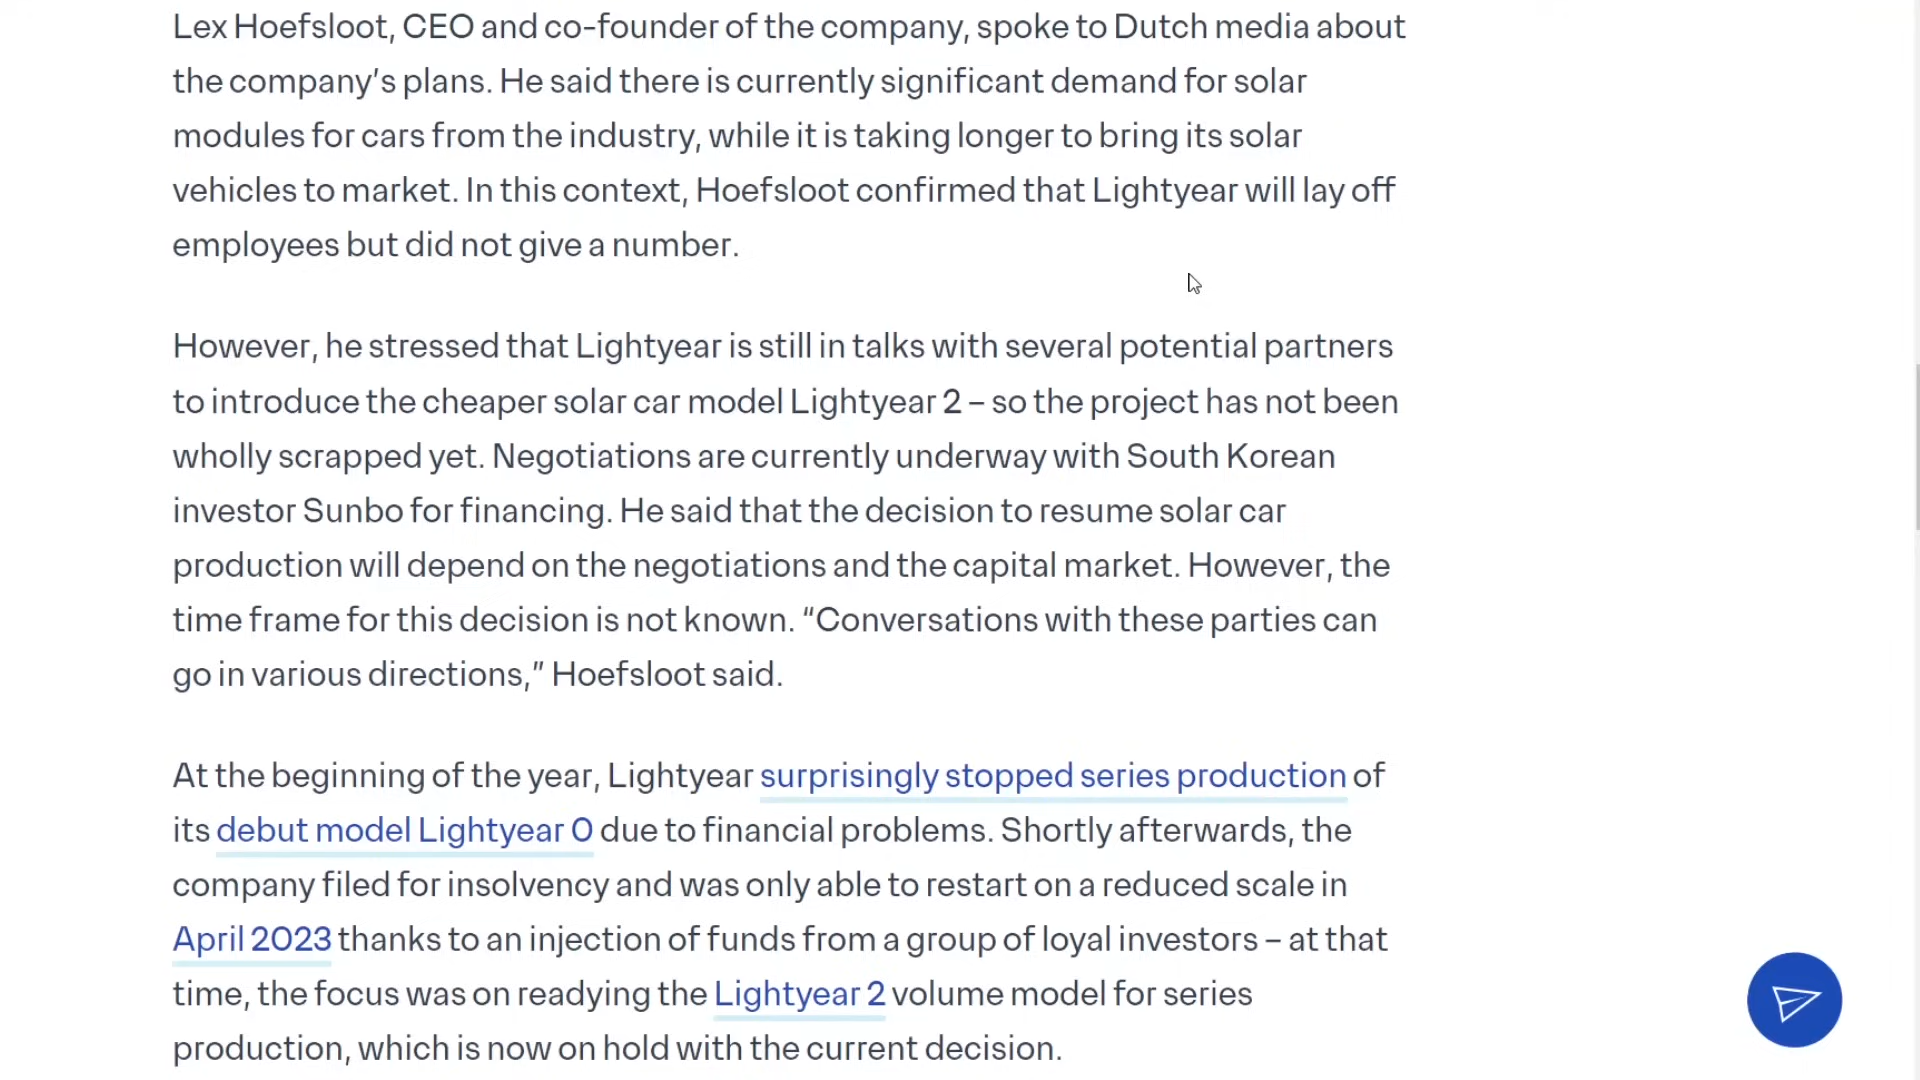 Lex Hoefsloot, CEO and co-founder of the company, spoke to Dutch media about
the company’s plans. He said there is currently significant demand for solar
modules for cars from the industry, while it is taking longer to bring its solar
vehicles to market. In this context, Hoefsloot confirmed that Lightyear will lay off
employees but did not give a number.
However, he stressed that Lightyear is still in talks with several potential partners
to introduce the cheaper solar car model Lightyear 2 – so the project has not been
wholly scrapped yet. Negotiations are currently underway with South Korean
investor Sunbo for financing. He said that the decision to resume solar car
production will depend on the negotiations and the capital market. However, the
time frame for this decision is not known. “Conversations with these parties can
go in various directions,” Hoefsloot said.
At the beginning of the year, Lightyear surprisingly stopped series production of
its debut model Lightyear 0 due to financial problems. Shortly afterwards, the
company filed for insolvency and was only able to restart on a reduced scale in
April 2023 thanks to an injection of funds from a group of loyal investors – at that
time, the focus was on readying the Lightyear 2 volume model for series
production, which is now on hold with the current decision.